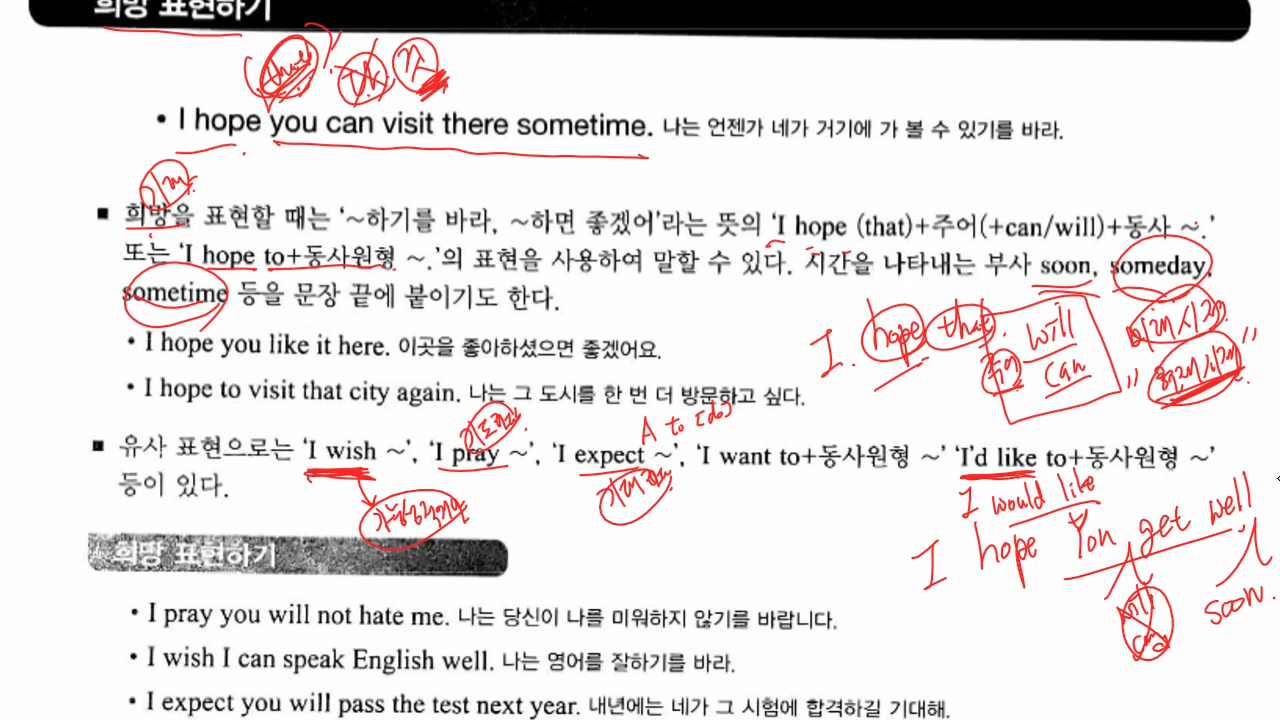 희망 표현하기
(that)
• I hope you can visit there sometime. 나는 언젠가 네가 거기에 가 볼 수 있기를 바라.
■ 희망을 표현할 때는 ‘~하기를 바라, ~하면 좋겠어’라는 뜻의 ‘I hope (that)+주어(+can/will)+동사 ~.’
또는 ‘I hope to+동사원형 ~.’의 표현을 사용하여 말할 수 있다. 시간을 나타내는 부사 soon, someday,
sometime 등을 문장 끝에 붙이기도 한다.
I hope that 주어 will can
미래시제
"현재시제"
• I hope you like it here. 이곳을 좋아하셨으면 좋겠어요.
• I hope to visit that city again. 나는 그 도시를 한 번 더 방문하고 싶다.
A to (do)
■ 유사 표현으로는 ‘I wish ~’, ‘I pray ~’, ‘I expect ~’, ‘I want to+동사원형 ~’ ‘I’d like to+동사원형 ~’
등이 있다.
I would like
I hope you get well
will can
soon.
희망 표현하기
• I pray you will not hate me. 나는 당신이 나를 미워하지 않기를 바랍니다.
• I wish I can speak English well. 나는 영어를 잘하기를 바라.
• I expect you will pass the test next year. 내년에는 네가 그 시험에 합격하길 기대해.